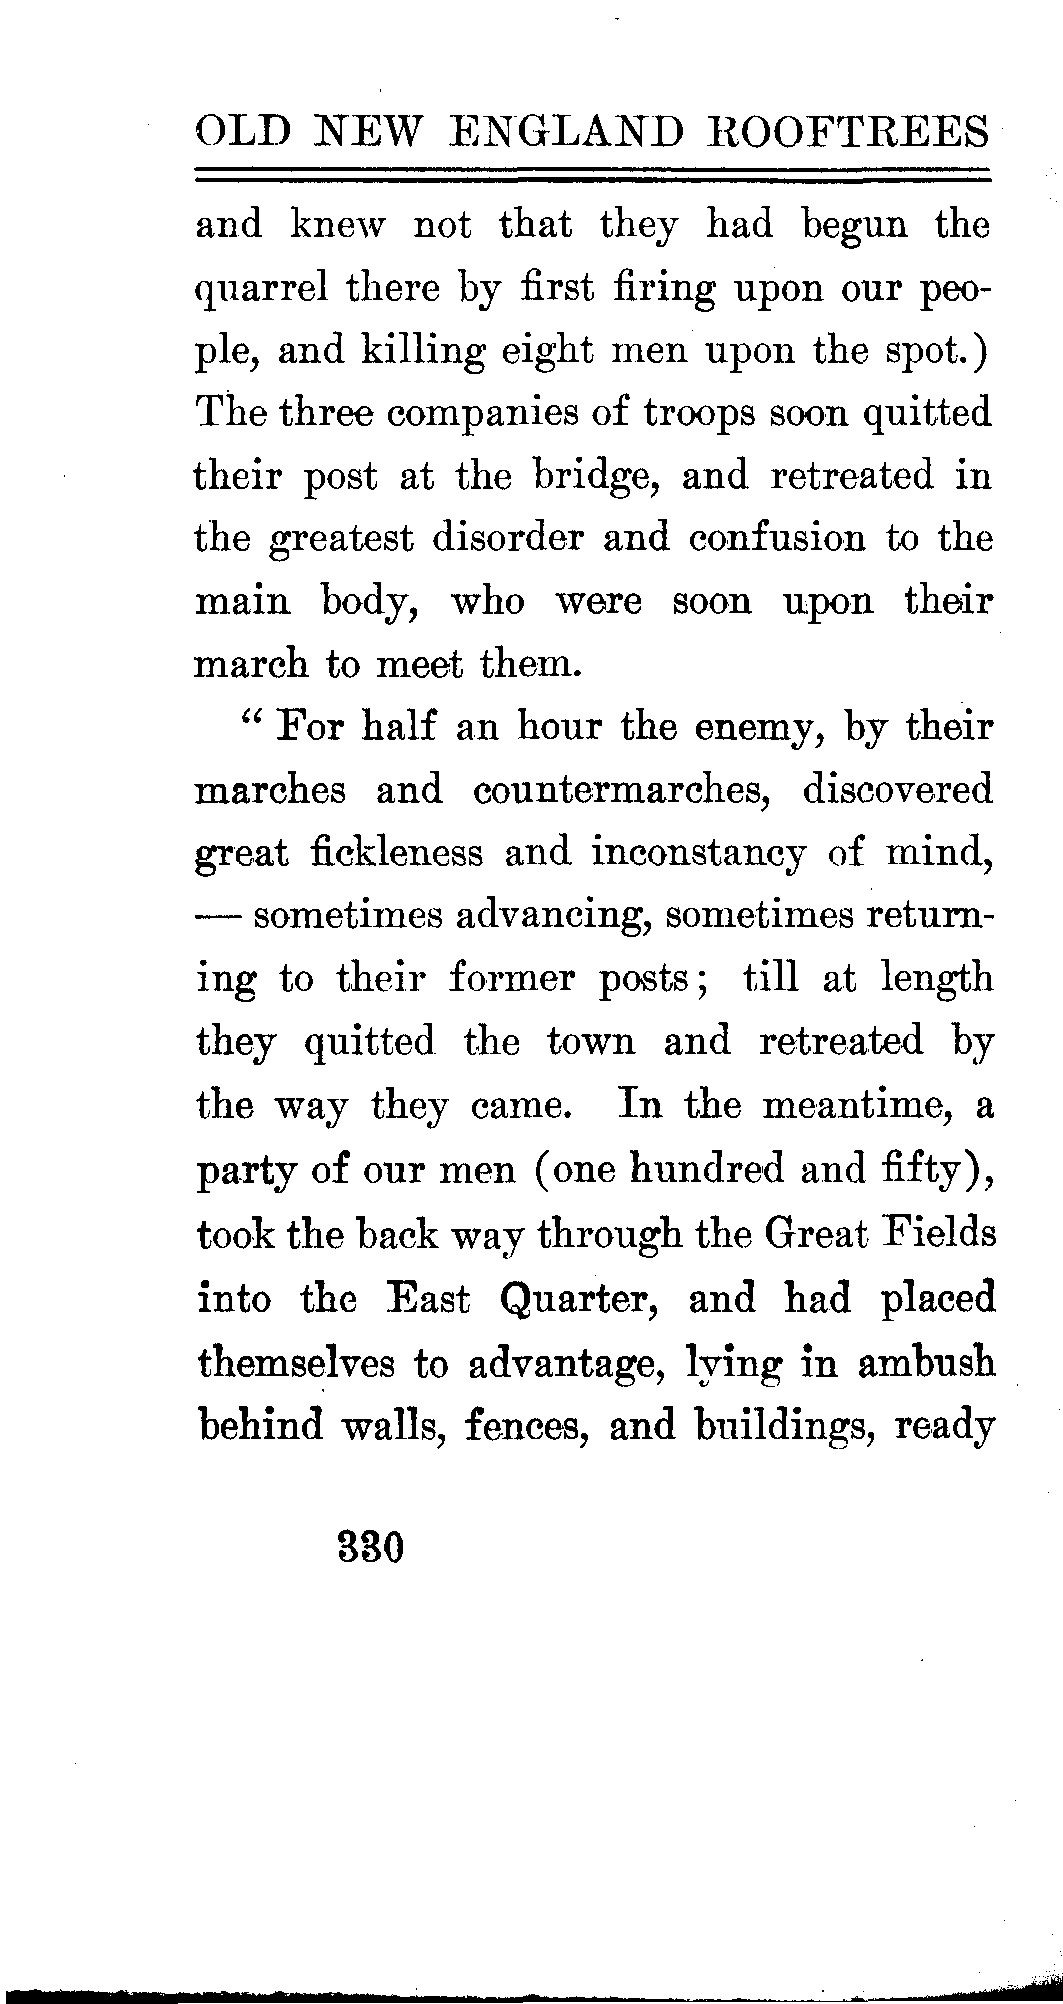 OLD NEW ENGLAND ROOFTREES
and knew not that they had begun the
quarrel there by first firing upon our peo-
ple, and killing eight men upon the spot.)
The three companies of troops soon quitted
their post at the bridge, and retreated in
the greatest disorder and confusion to the
main body, who were soon upon their
march to meet them.
“ For half an hour the enemy, by their
marches and countermarches, discovered
great fickleness and inconstancy of mind,
— sometimes advancing, sometimes return-
ing to their former posts; till at length
they quitted the town and retreated by
the way they came. In the meantime, a
party of our men (one hundred and fifty),
took the back way through the Great Fields
into the East Quarter, and had placed
themselves to advantage, lying in ambush
behind walls, fences, and buildings, ready
330